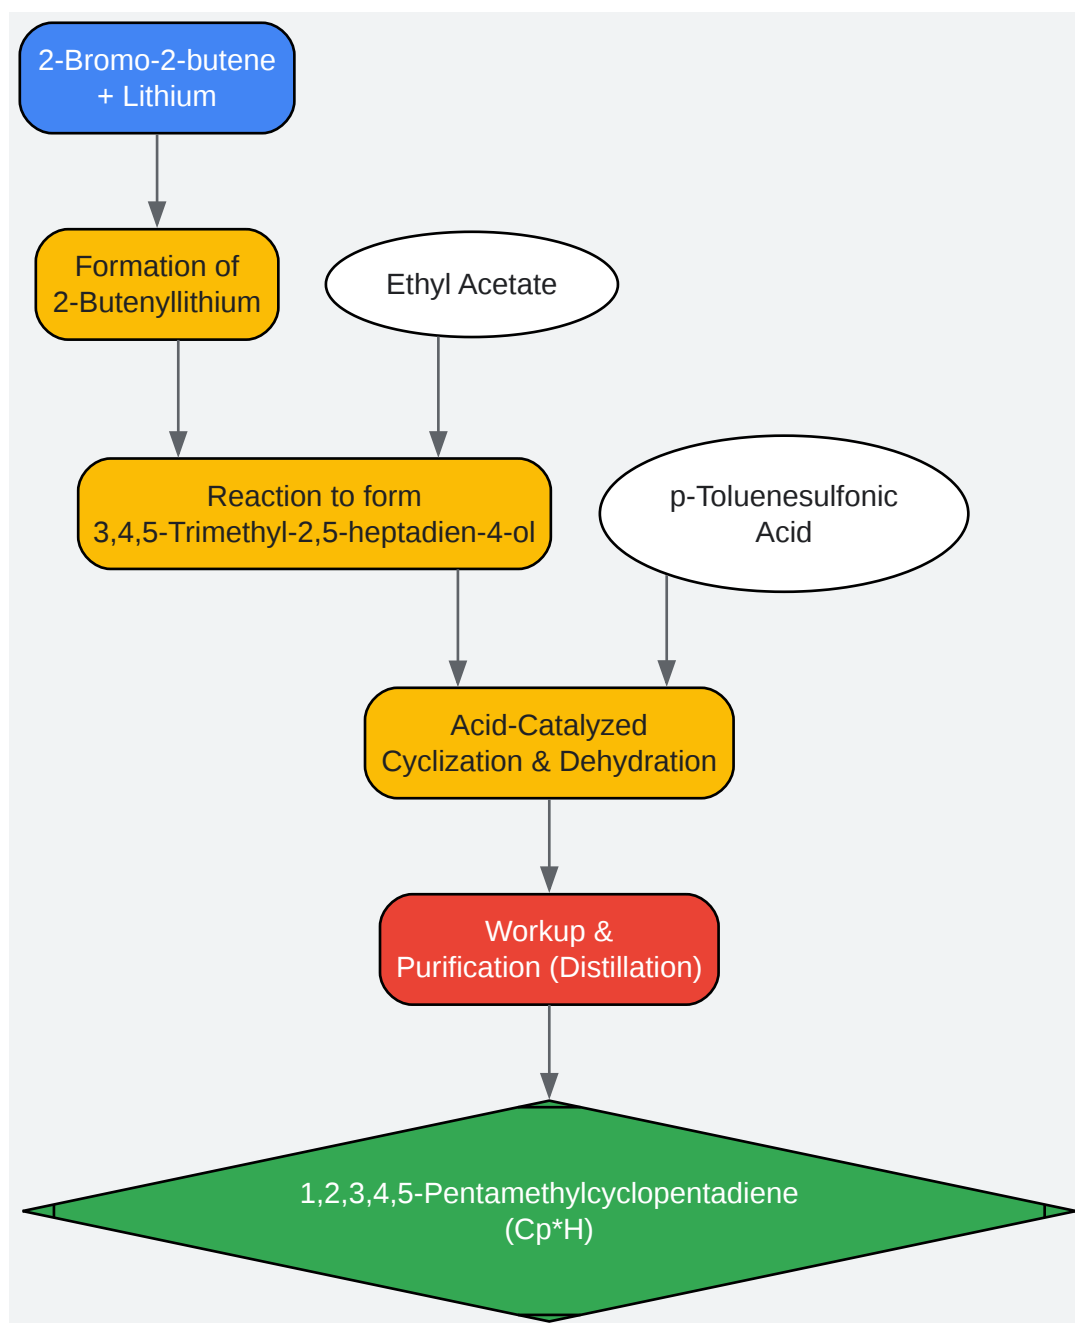 2-Bromo-2-butene
+ Lithium
Formation of
2-Butenyllithium
Ethyl Acetate
Reaction to form
3,4,5-Trimethyl-2,5-heptadien-4-ol
p-Toluenesulfonic
Acid
Acid-Catalyzed
Cyclization & Dehydration
Workup &
Purification (Distillation)
1,2,3,4,5-Pentamethylcyclopentadiene
(Cp*H)